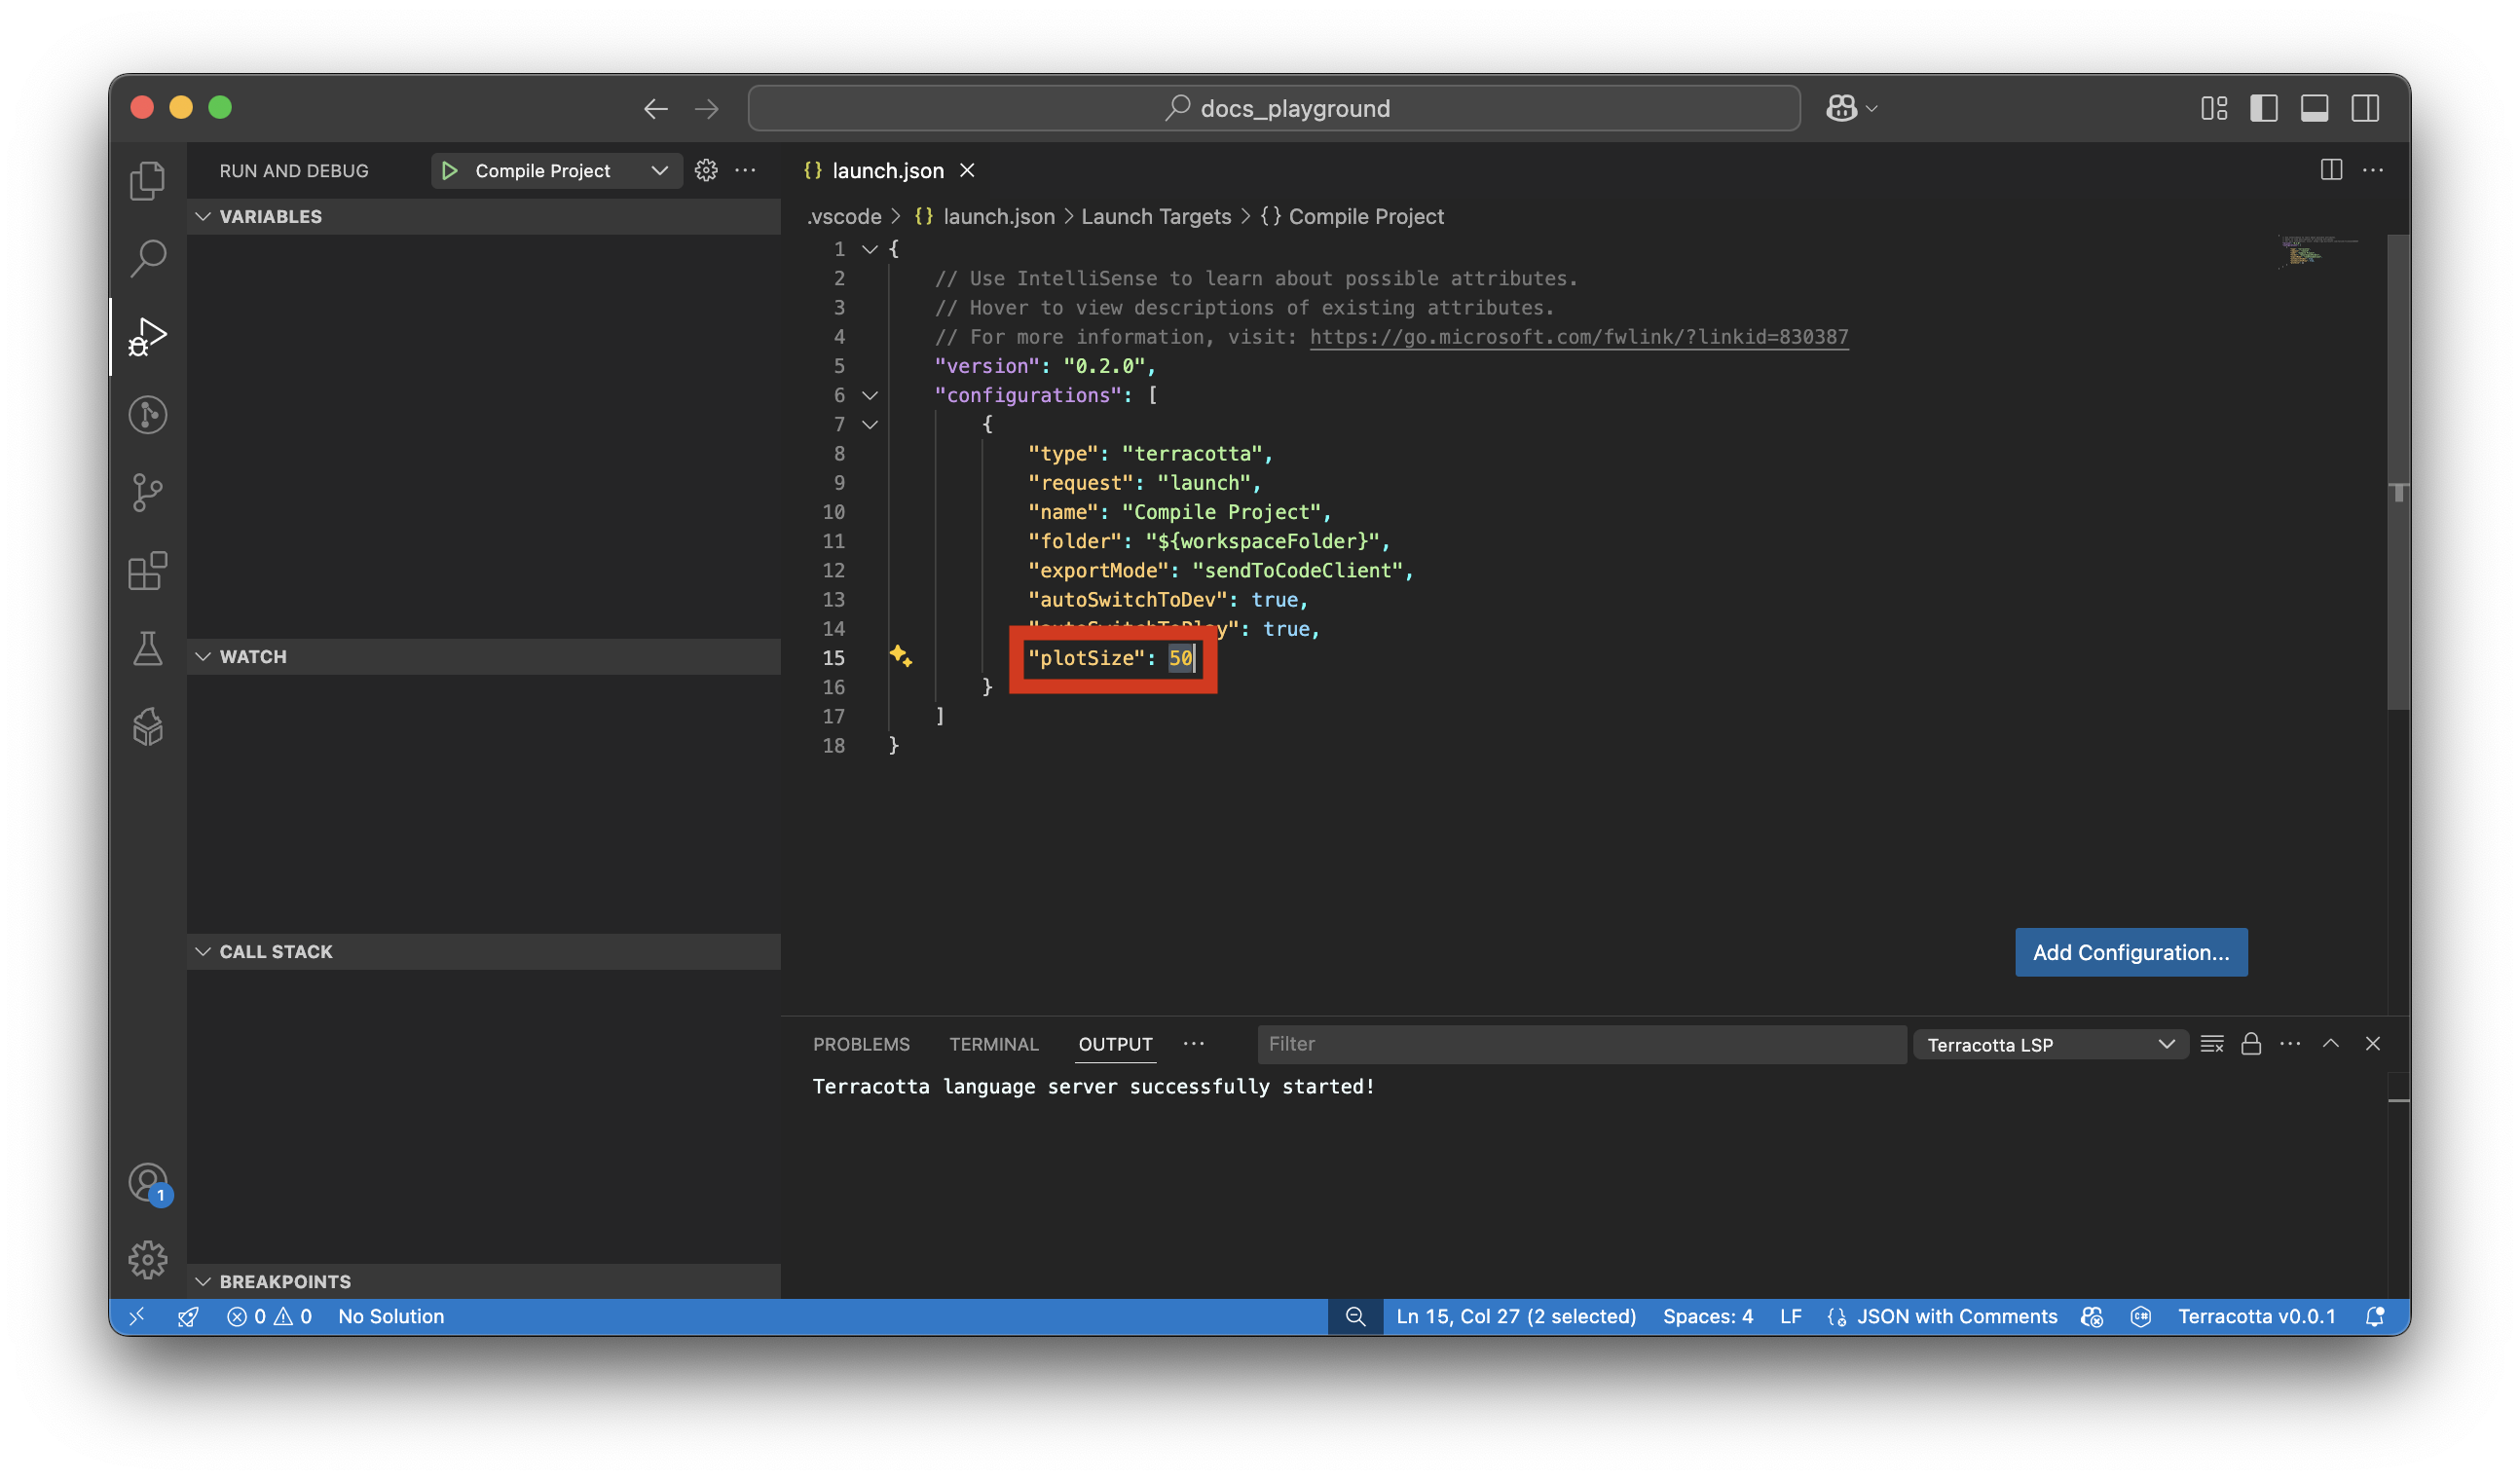 docs_playground
RUN AND DEBUG
Compile Project
launch.json
VARIABLES
.vscode > {} launch.json > Launch Targets > {} Compile Project
1 {
2 // Use IntelliSense to learn about possible attributes.
3 // Hover to view descriptions of existing attributes.
4 // For more information, visit: https://go.microsoft.com/fwlink/?linkid=830387
5 "version": "0.2.0",
6 "configurations": [
7 {
8 "type": "terracotta",
9 "request": "launch",
10 "name": "Compile Project",
11 "folder": "${workspaceFolder}",
12 "exportMode": "sendToCodeClient",
13 "autoSwitchToDev": true,
14 "autoSwitchToPlay": true,
15 "plotSize": 50
16 }
17 ]
18 }
WATCH
CALL STACK
Add Configuration...
PROBLEMS TERMINAL OUTPUT ··· Filter Terracotta LSP
Terracotta language server successfully started!
1
BREAKPOINTS
0 0 No Solution Ln 15, Col 27 (2 selected) Spaces: 4 LF JSON with Comments C# Terracotta v0.0.1